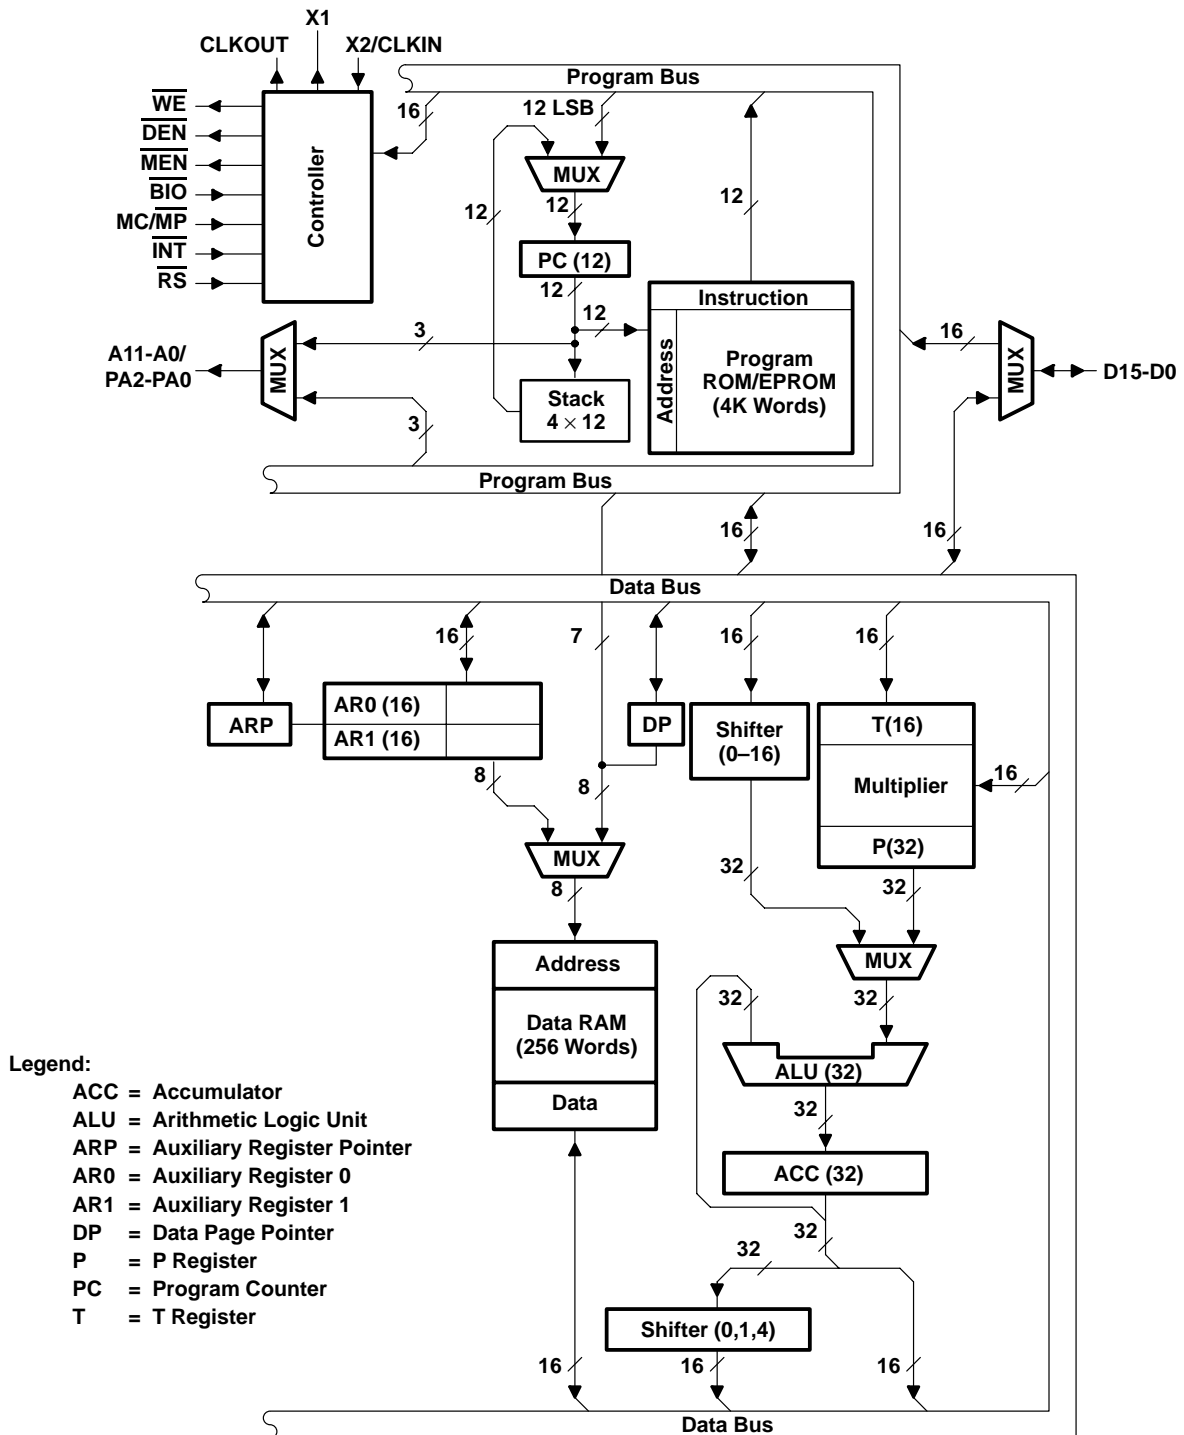 X1
CLKOUT
X2/CLKIN
Program Bus
WE
DEN
MEN
BIO
MC/MP
INT
RS
Controller
16
12 LSB
MUX
12
12
12
PC (12)
12
12
Instruction
Address
Program
ROM/EPROM
(4K Words)
Stack
4 × 12
A11-A0/
PA2-PA0
MUX
3
3
16
MUX
D15-D0
Program Bus
16
16
Data Bus
16
7
16
16
ARP
AR0 (16)
AR1 (16)
DP
Shifter
(0–16)
T(16)
Multiplier
P(32)
16
8
8
MUX
8
32
32
MUX
Address
Data RAM
(256 Words)
Data
32
32
ALU (32)
32
ACC (32)
32
32
Shifter (0,1,4)
16
16
16
Data Bus
Legend:
ACC = Accumulator
ALU = Arithmetic Logic Unit
ARP = Auxiliary Register Pointer
AR0 = Auxiliary Register 0
AR1 = Auxiliary Register 1
DP = Data Page Pointer
P = P Register
PC = Program Counter
T = T Register